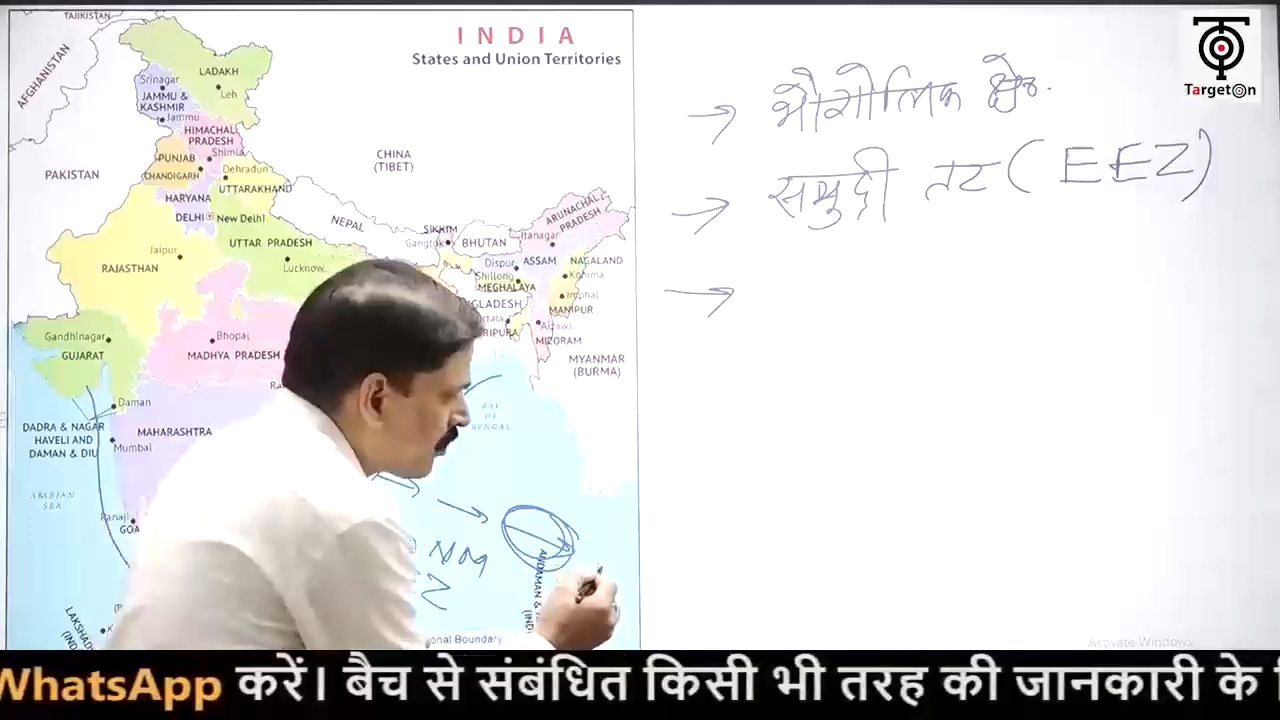 TAJIKISTAN
INDIA
States and Union Territories
AFGHANISTAN
LADAKH
Leh
Srinagar
JAMMU &
KASHMIR
Jammu
HIMACHAL
PRADESH
Shimla
PUNJAB
CHANDIGARH
Dehradun
UTTARAKHAND
HARYANA
DELHI New Delhi
PAKISTAN
CHINA
(TIBET)
NEPAL
SIKKIM
Gangtok
BHUTAN
ARUNACHAL
PRADESH
Itanagar
Dispur
ASSAM
NAGALAND
Kohima
Shillong
MEGHALAYA
Imphal
MANIPUR
Aizawl
MIZORAM
MYANMAR
(BURMA)
Jaipur
RAJASTHAN
UTTAR PRADESH
Lucknow
Gandhinagar
GUJARAT
Bhopal
MADHYA PRADESH
Daman
DADRA & NAGAR
HAVELI AND
DAMAN & DIU
MAHARASHTRA
Mumbai
ARABIAN
SEA
Panaji
GOA
BAY
OF
BENGAL
NM
ANDAMAN &
Boundary
→ भौगोलिक क्षेत्र.
→ समुद्री तट (EEZ)
→
TargetOn
WhatsApp करें। बैच से संबंधित किसी भी तरह की जानकारी के